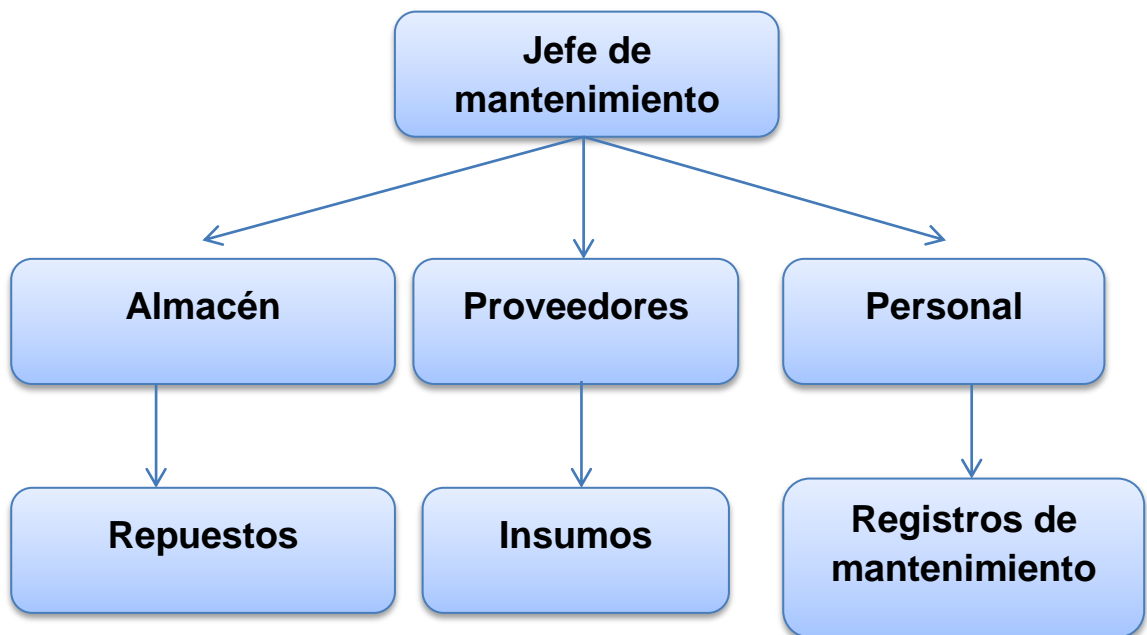 Jefe de
mantenimiento
Almacén
Proveedores
Personal
Repuestos
Insumos
Registros de
mantenimiento